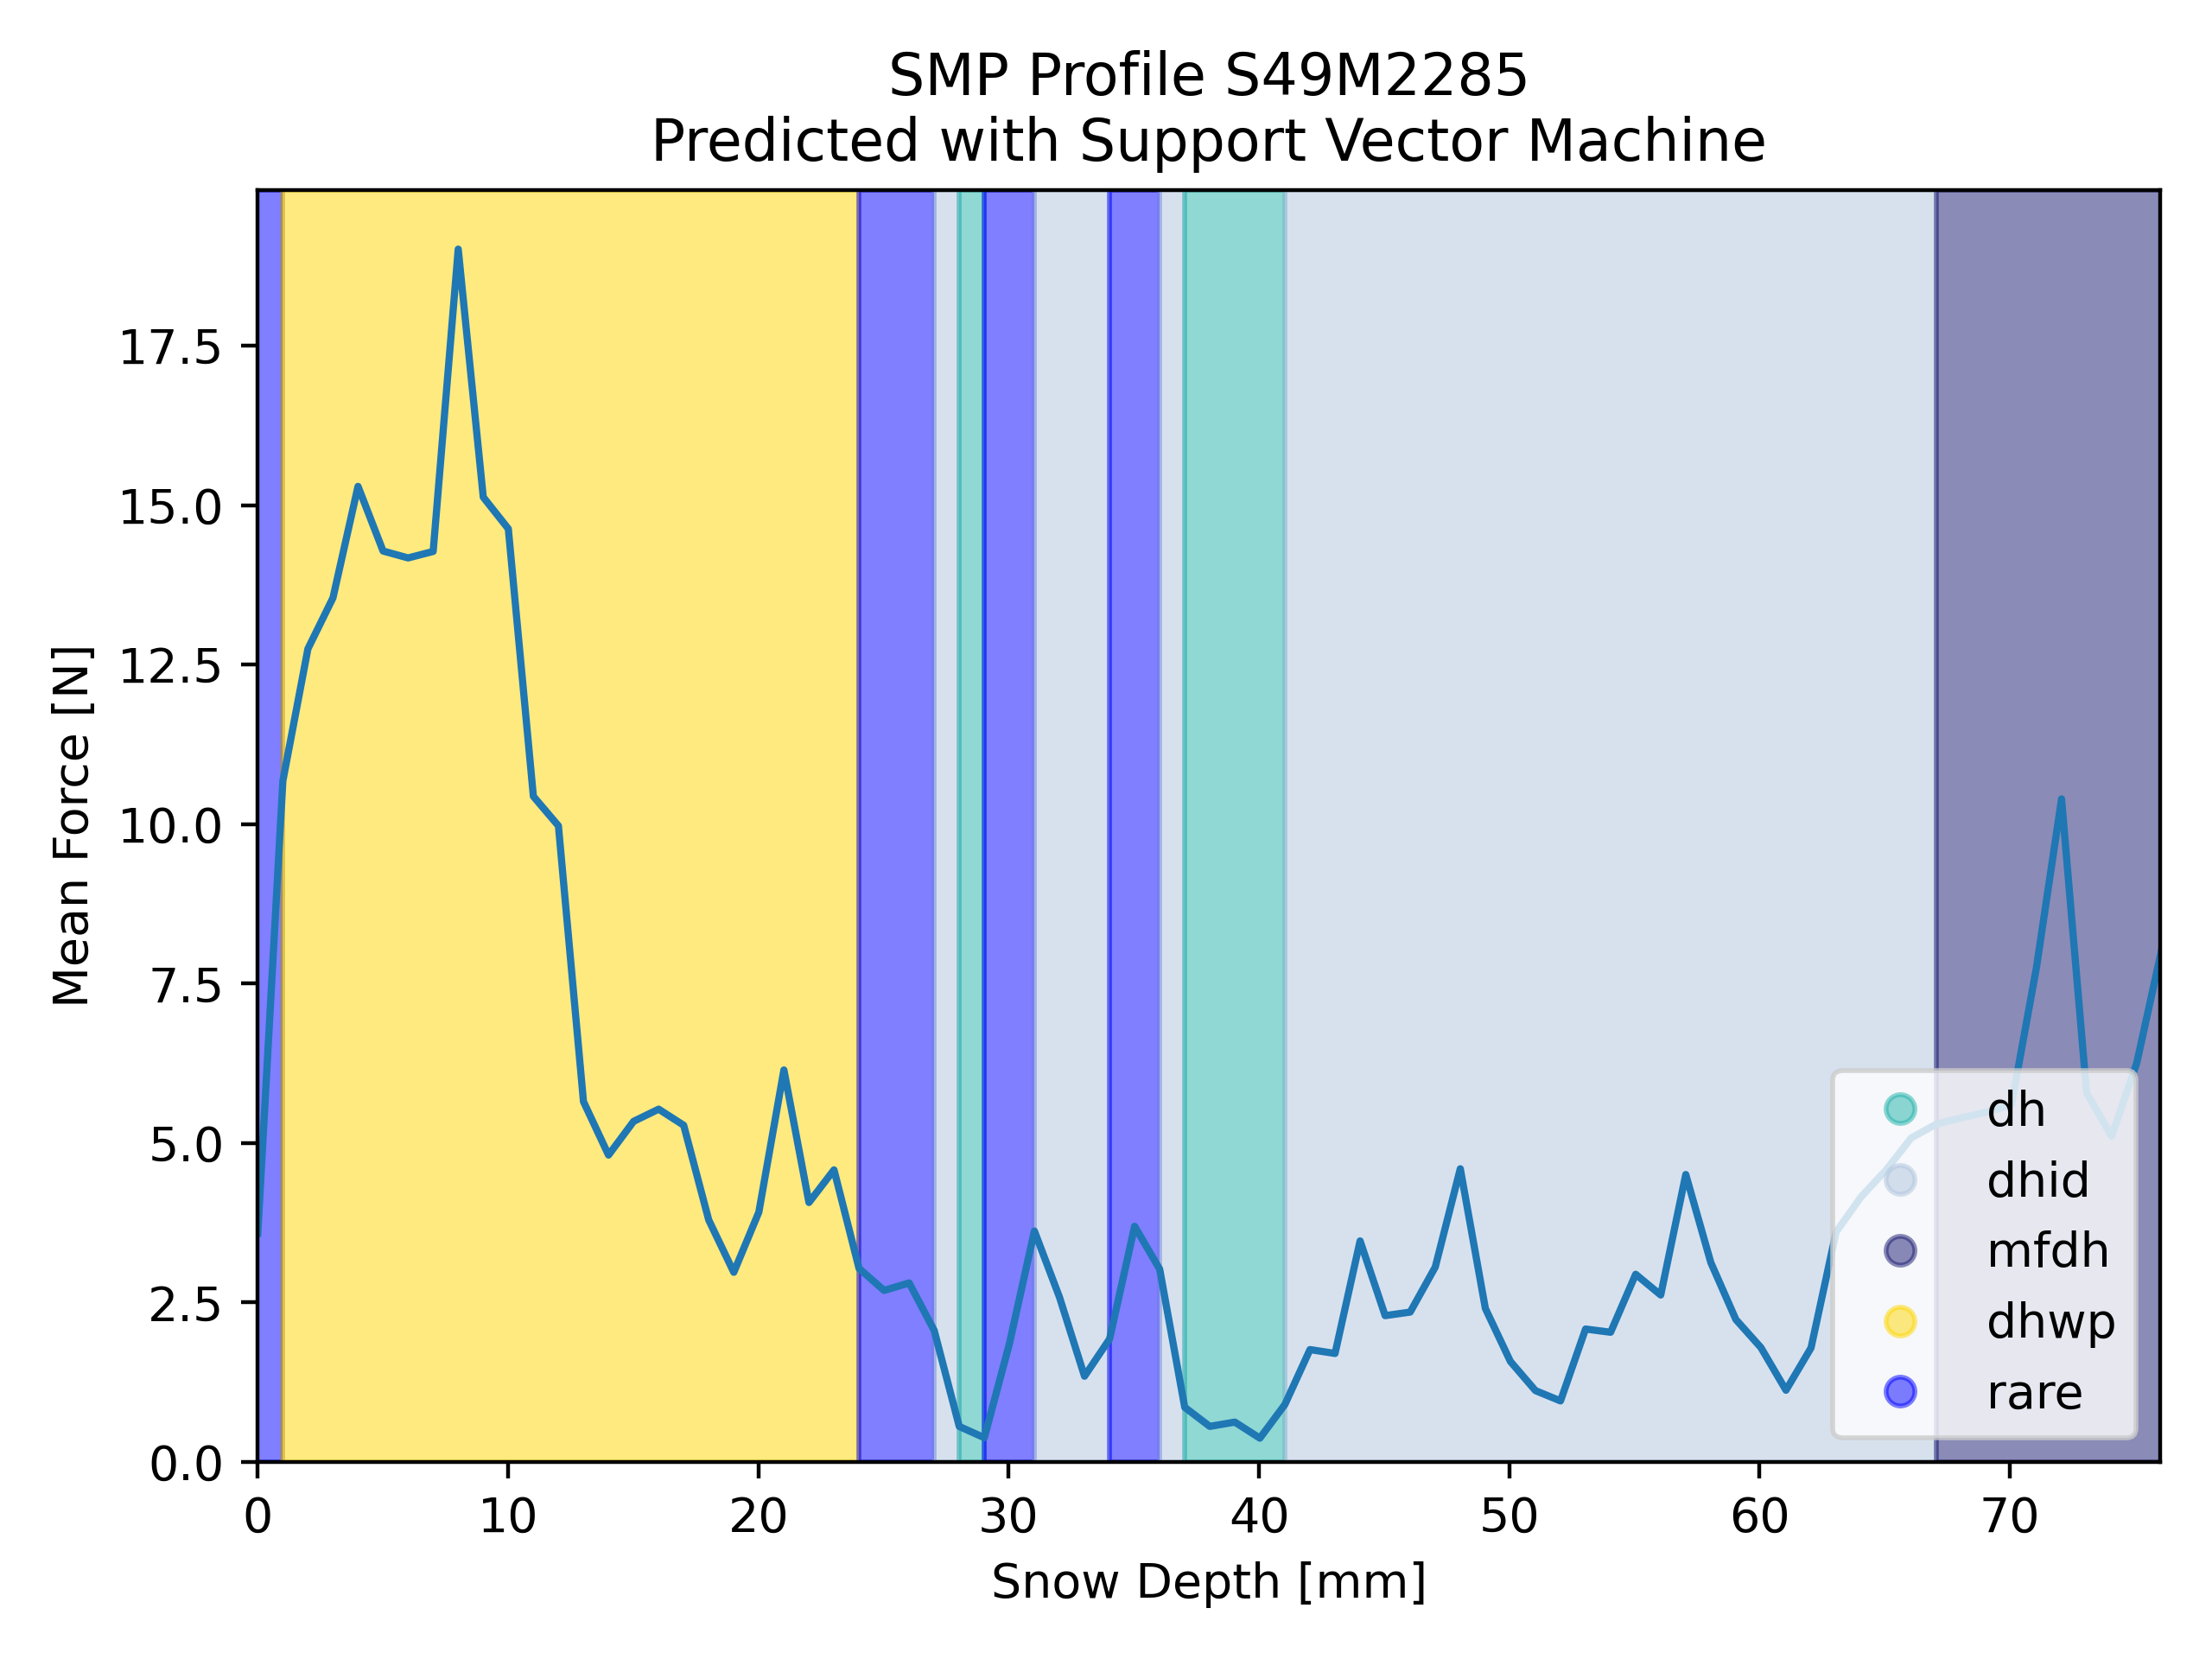 SMP Profile S49M2285
Predicted with Support Vector Machine
Mean Force [N]
17.5
15.0
12.5
10.0
7.5
5.0
2.5
0.0
dh
dhid
mfdh
dhwp
rare
0 10 20 30 40 50 60 70
Snow Depth [mm]